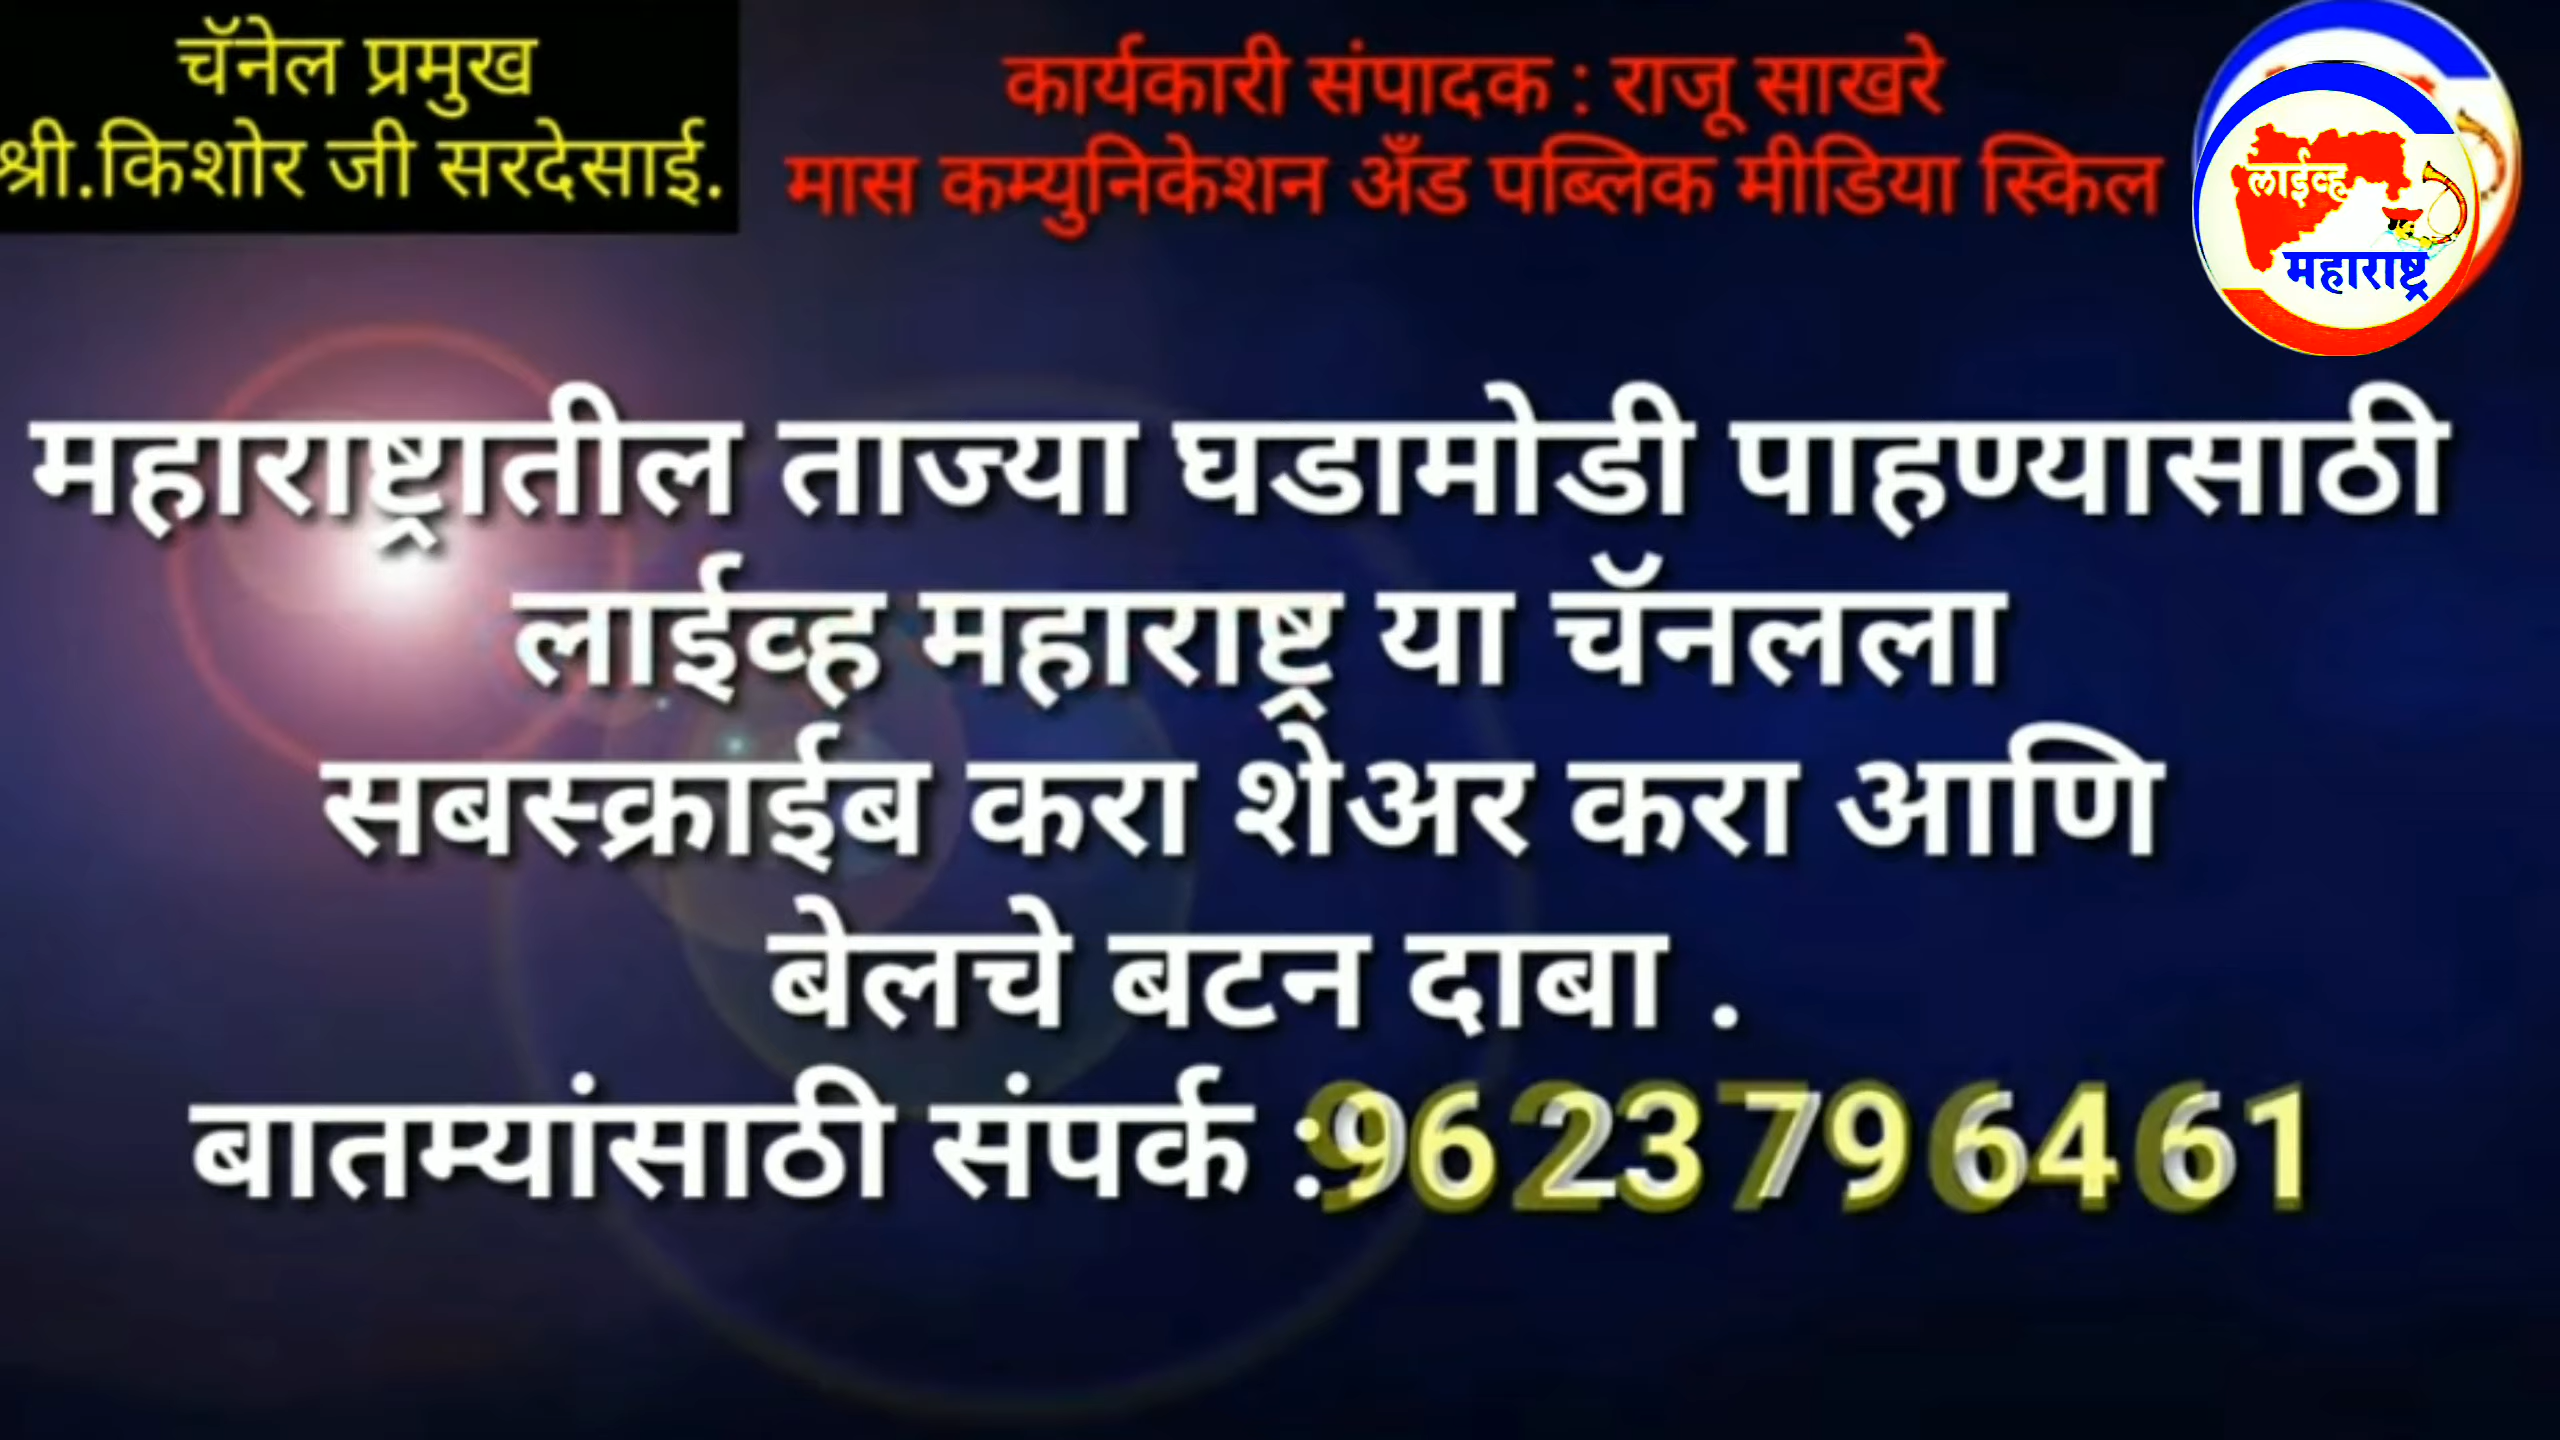 चॅनेल प्रमुख
श्री.किशोर जी सरदेसाई.
कार्यकारी संपादक : राजू साखरे
मास कम्युनिकेशन अँड पब्लिक मीडिया स्किल
लाईव्ह
महाराष्ट्र
महाराष्ट्रातील ताज्या घडामोडी पाहण्यासाठी
लाईव्ह महाराष्ट्र या चॅनलला
सबस्क्राईब करा शेअर करा आणि
बेलचे बटन दाबा .
बातम्यांसाठी संपर्क :9623796461